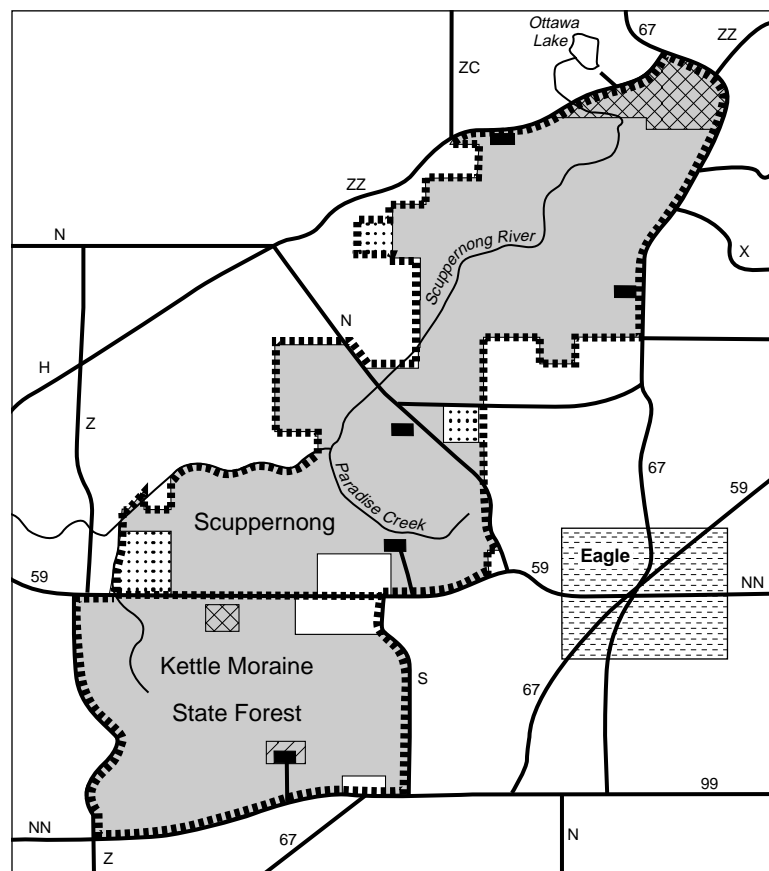 Ottawa
Lake
67
ZZ
ZC
ZZ
N
Scuppernong River
X
N
H
Z
Paradise Creek
67
59
Scuppernong
Eagle
59
59
NN
Kettle Moraine
S
67
State Forest
99
NN
67
N
Z